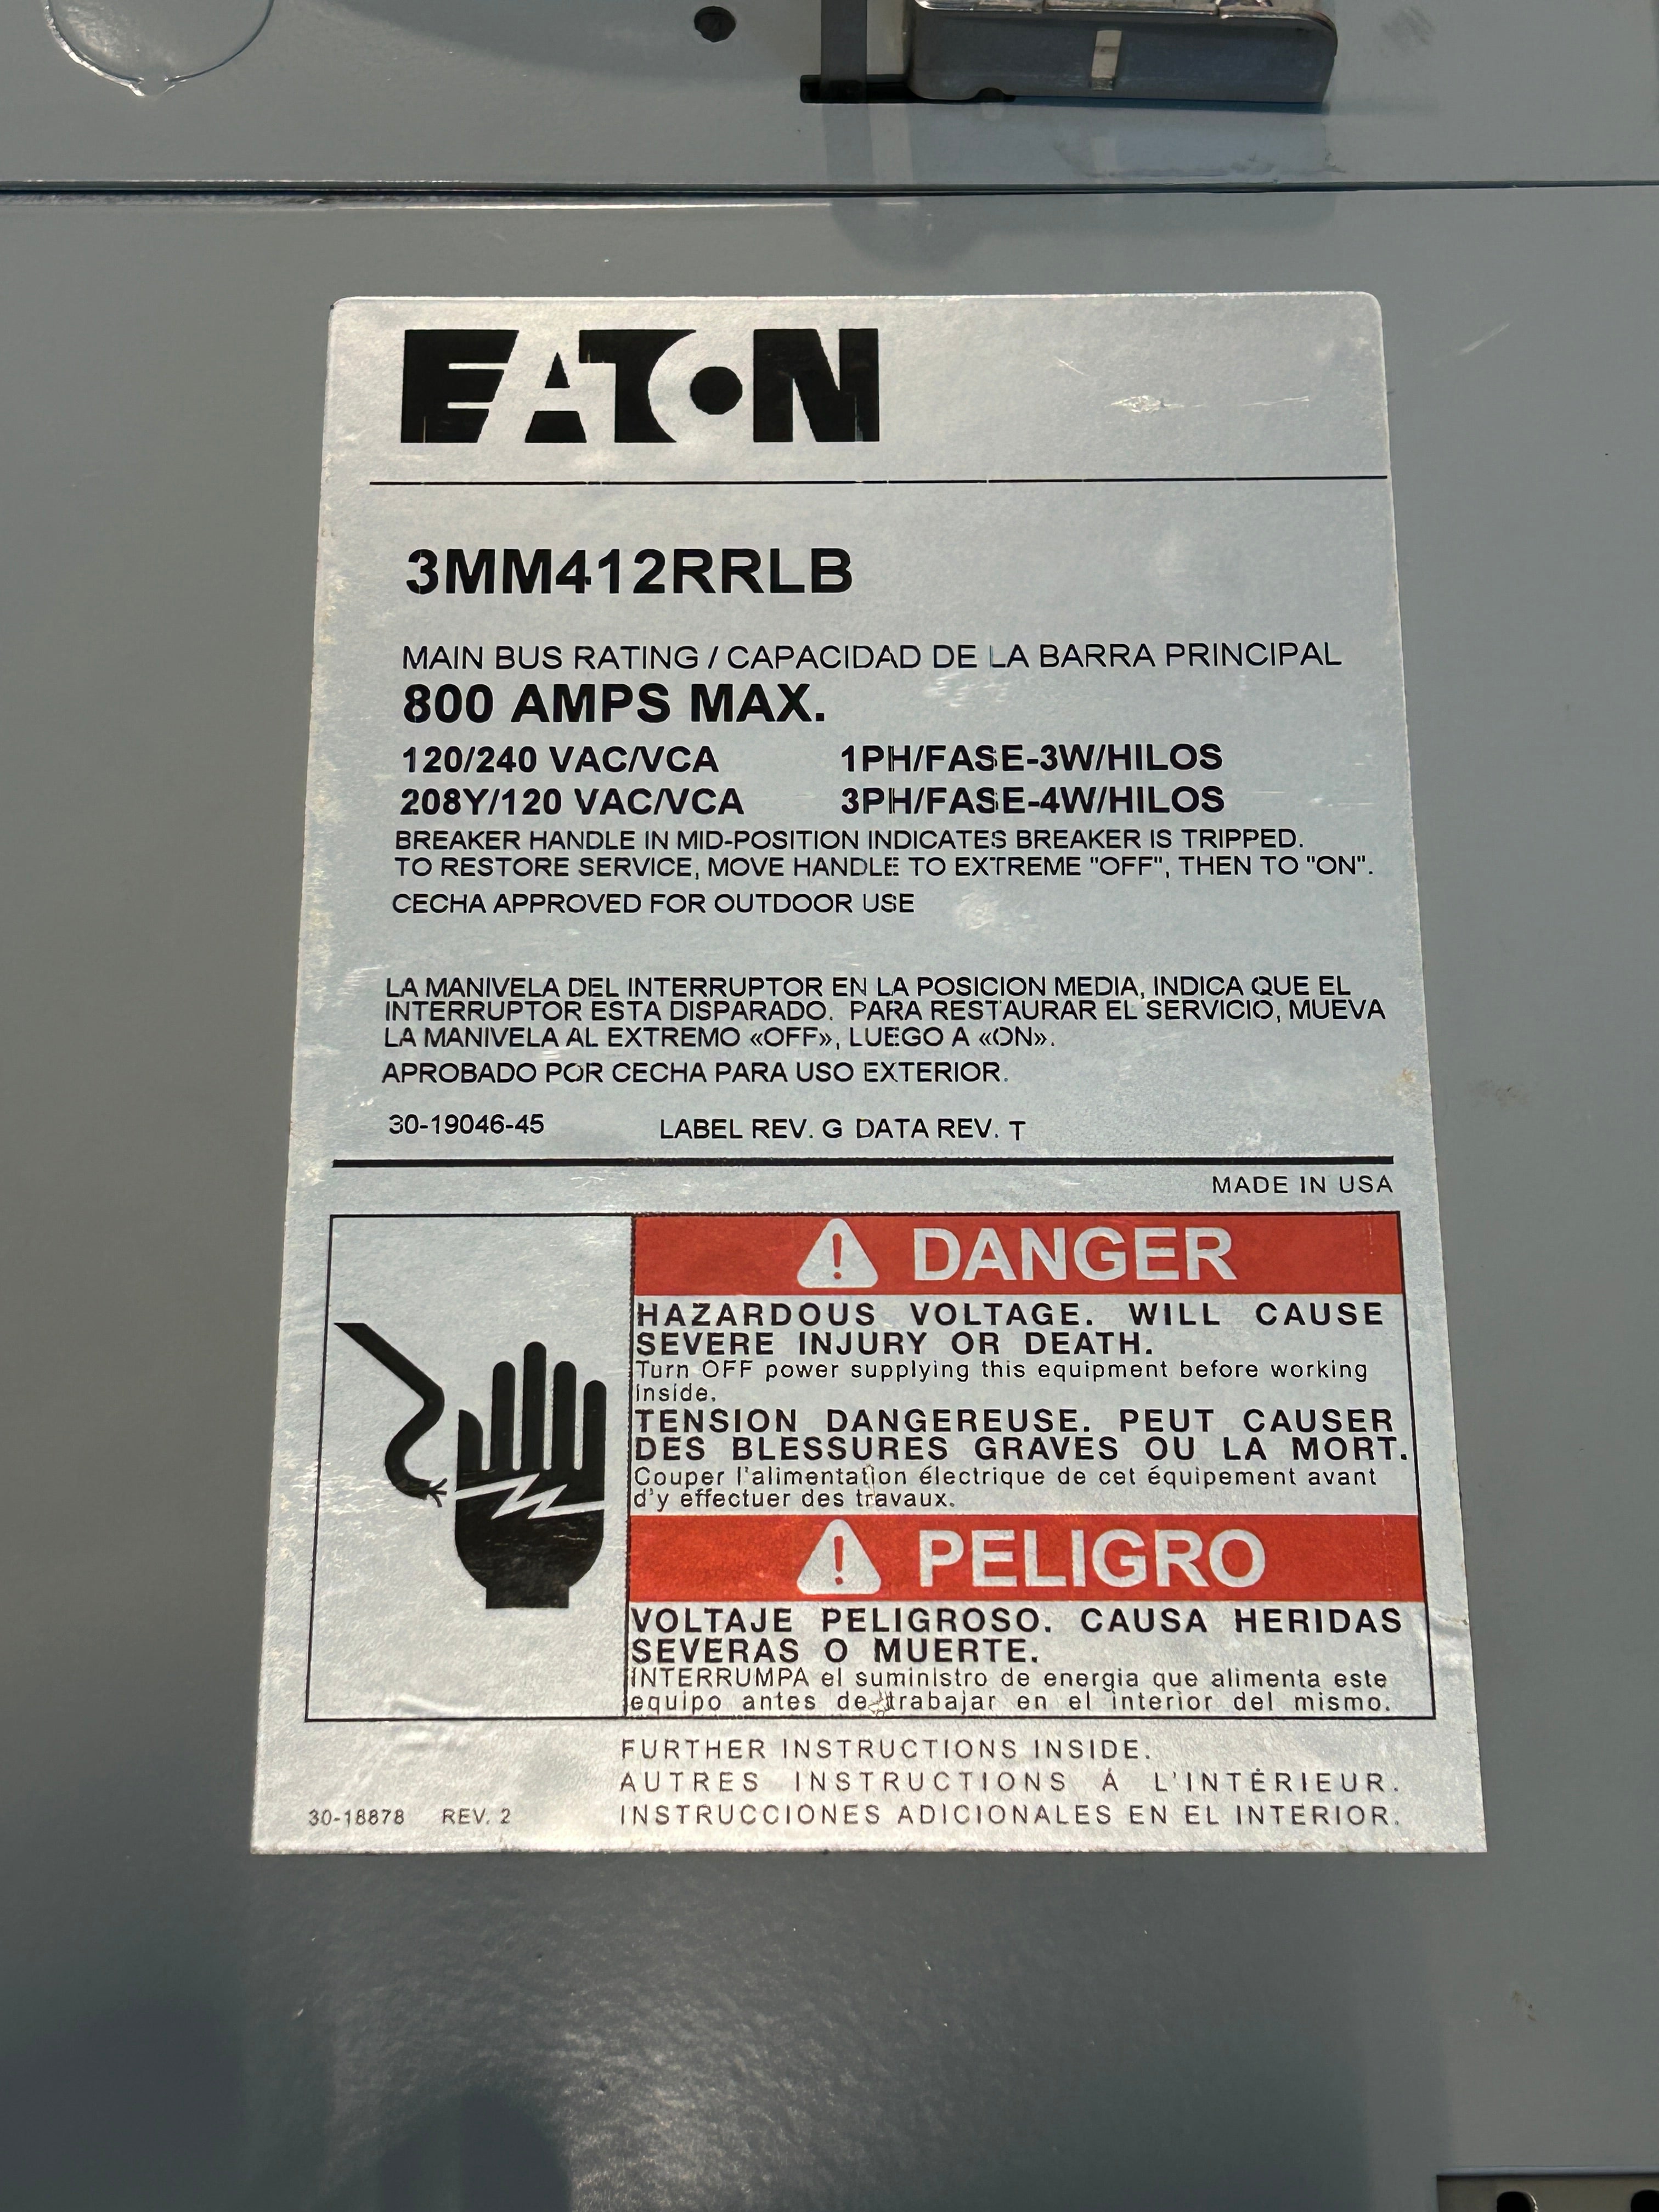 EATON
3MM412RRLB
MAIN BUS RATING / CAPACIDAD DE LA BARRA PRINCIPAL
800 AMPS MAX.
120/240 VAC/VCA 1PH/FASE-3W/HILOS
208Y/120 VAC/VCA 3PH/FASE-4W/HILOS
BREAKER HANDLE IN MID-POSITION INDICATES BREAKER IS TRIPPED.
TO RESTORE SERVICE, MOVE HANDLE TO EXTREME "OFF", THEN TO "ON".
CECHA APPROVED FOR OUTDOOR USE
LA MANIVELA DEL INTERRUPTOR EN LA POSICION MEDIA, INDICA QUE EL
INTERRUPTOR ESTA DISPARADO. PARA RESTAURAR EL SERVICIO, MUEVA
LA MANIVELA AL EXTREMO «OFF», LUEGO A «ON».
APROBADO POR CECHA PARA USO EXTERIOR.
30-19046-45 LABEL REV. G DATA REV. T
MADE IN USA
DANGER
HAZARDOUS VOLTAGE. WILL CAUSE
SEVERE INJURY OR DEATH.
Turn OFF power supplying this equipment before working
inside.
TENSION DANGEREUSE. PEUT CAUSER
DES BLESSURES GRAVES OU LA MORT.
Couper l'alimentation électrique de cet équipement avant
d'y effectuer des travaux.
PELIGRO
VOLTAJE PELIGROSO. CAUSA HERIDAS
SEVERAS O MUERTE.
INTERRUMPA el suministro de energia que alimenta este
equipo antes de trabajar en el interior del mismo.
FURTHER INSTRUCTIONS INSIDE.
AUTRES INSTRUCTIONS À L'INTÉRIEUR.
30-18878 REV. 2 INSTRUCCIONES ADICIONALES EN EL INTERIOR.